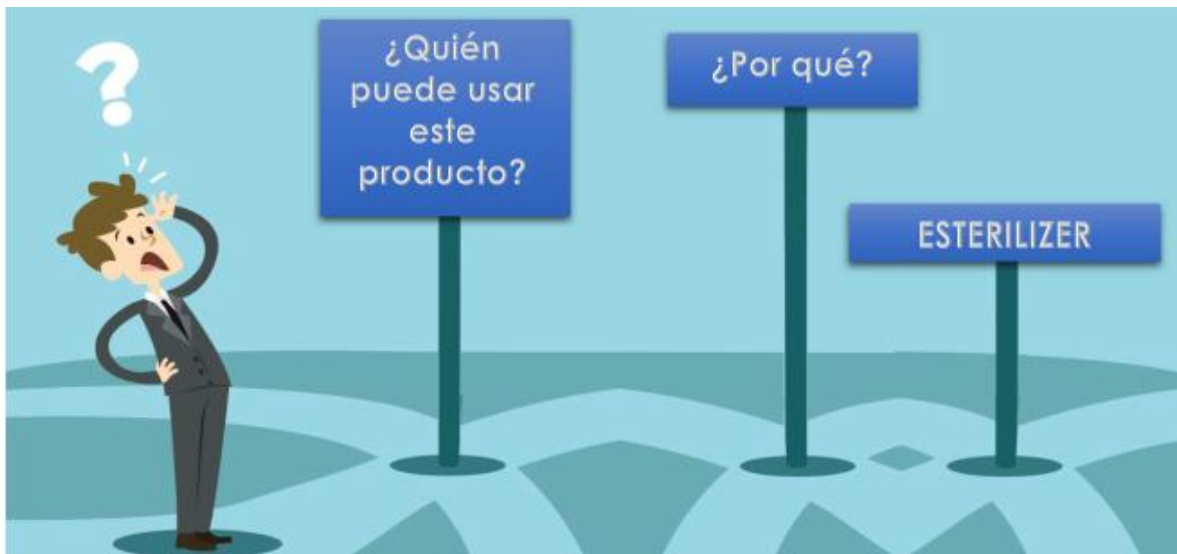 ?
¿Quién
puede usar
este
producto?
¿Por qué?
ESTERILIZER